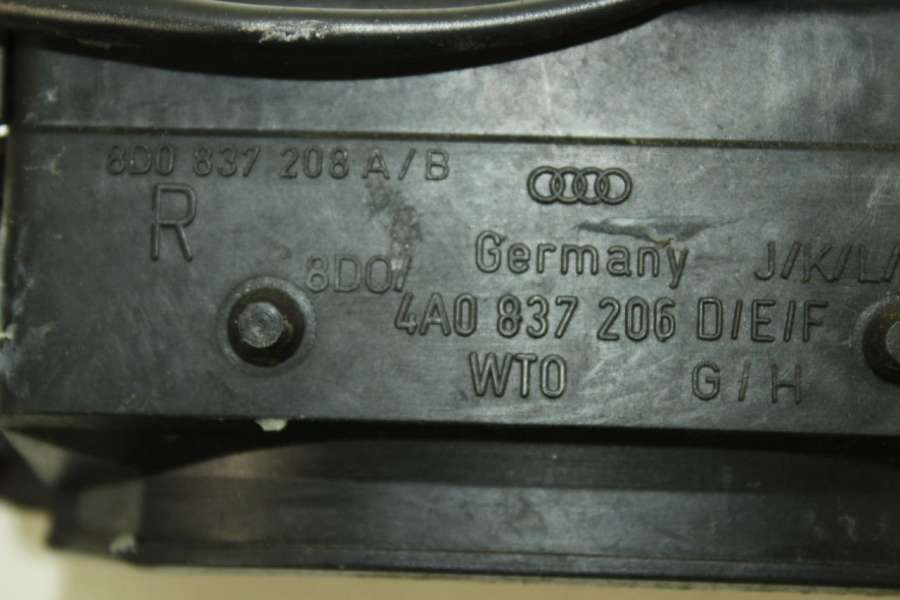 8D0 837 208 A/B
R
Germany J/K/L/
8D0/
4A0 837 206 D/E/F
WTO G/H